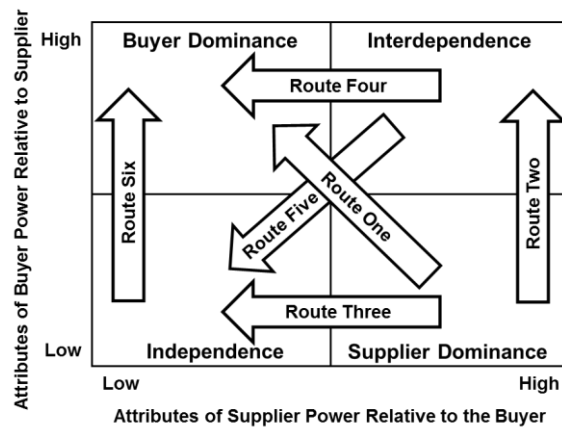 High
Buyer Dominance
Interdependence
Route Four
Route Six
Route Five
Route One
Route Two
Route Three
Attributes of Buyer Power Relative to Supplier
Low
Independence
Supplier Dominance
Low
High
Attributes of Supplier Power Relative to the Buyer